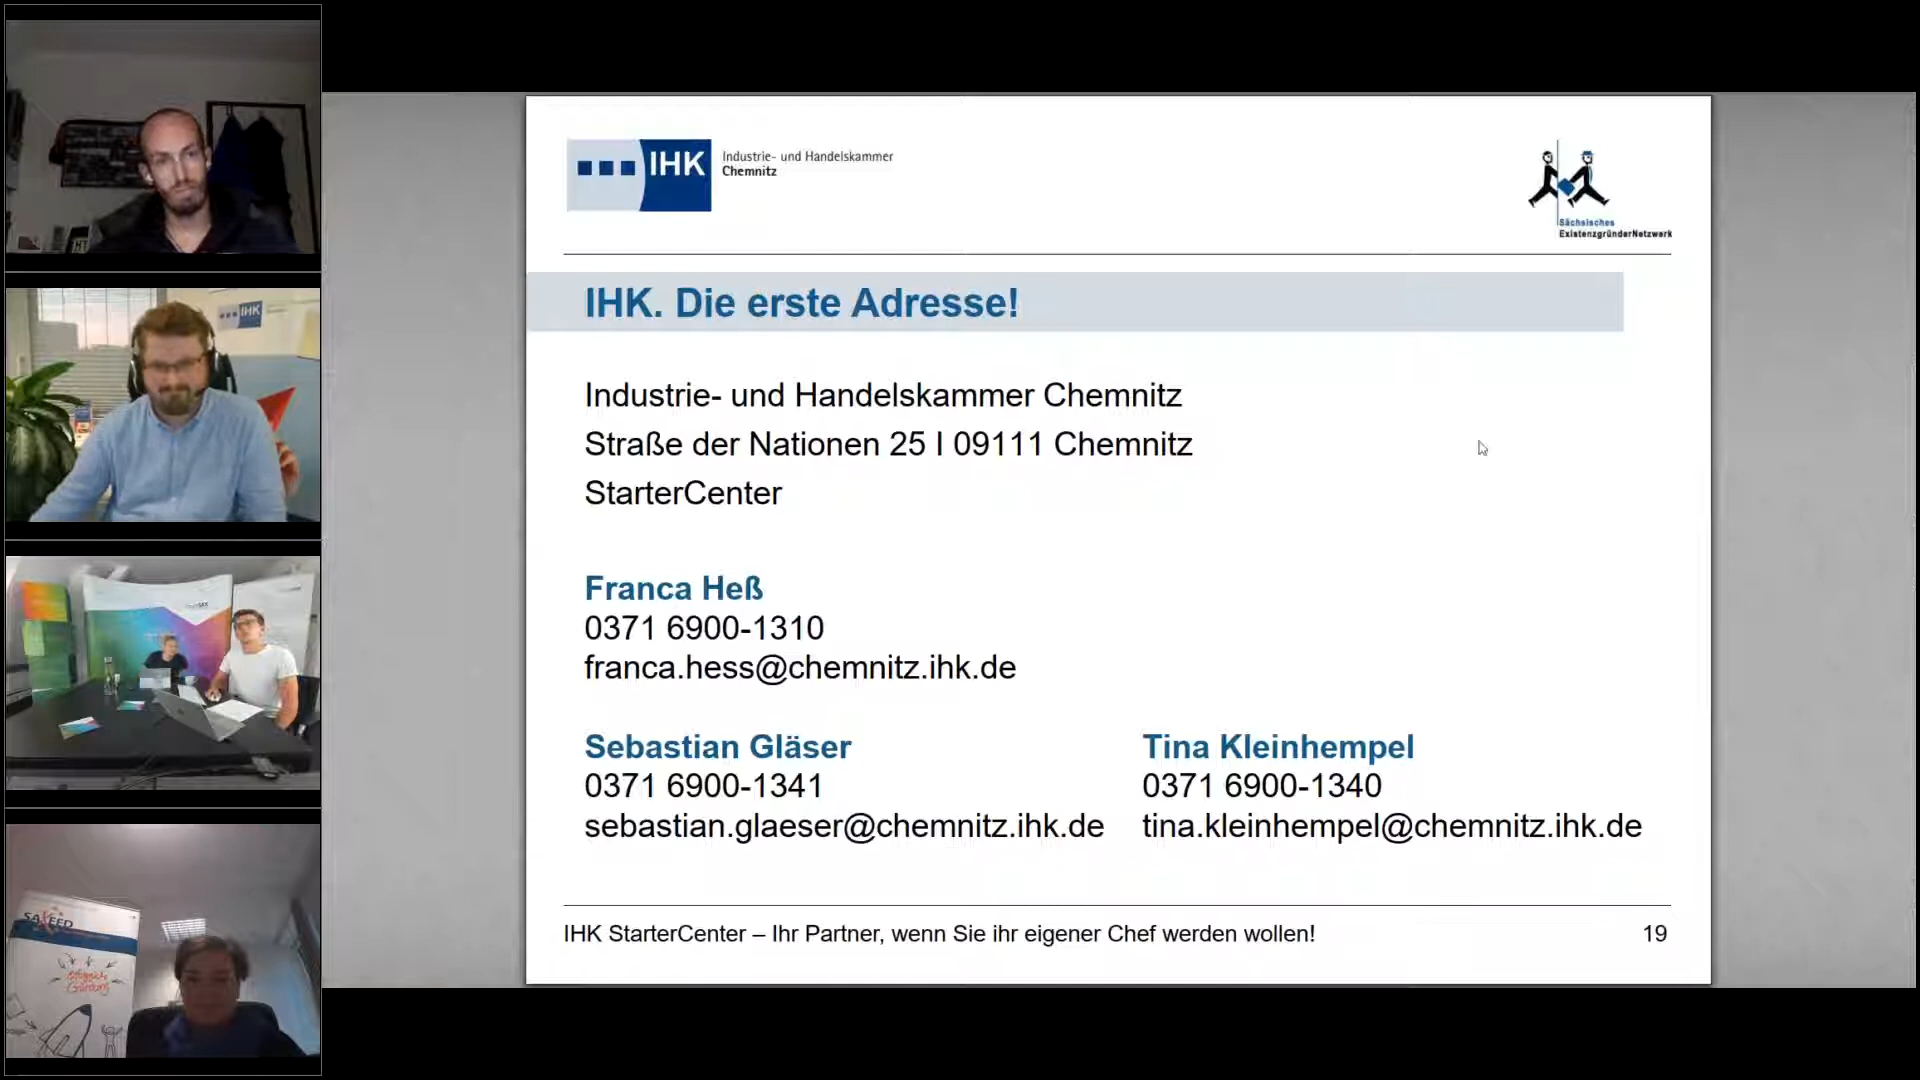 IHK
Industrie- und Handelskammer
Chemnitz
Sächsisches
ExistenzgründerNetzwerk
IHK. Die erste Adresse!
Industrie- und Handelskammer Chemnitz
Straße der Nationen 25 I 09111 Chemnitz
StarterCenter
Franca Heß
0371 6900-1310
franca.hess@chemnitz.ihk.de
Sebastian Gläser
0371 6900-1341
sebastian.glaeser@chemnitz.ihk.de
Tina Kleinhempel
0371 6900-1340
tina.kleinhempel@chemnitz.ihk.de
IHK StarterCenter – Ihr Partner, wenn Sie ihr eigener Chef werden wollen!
19
IHK
SAXEED